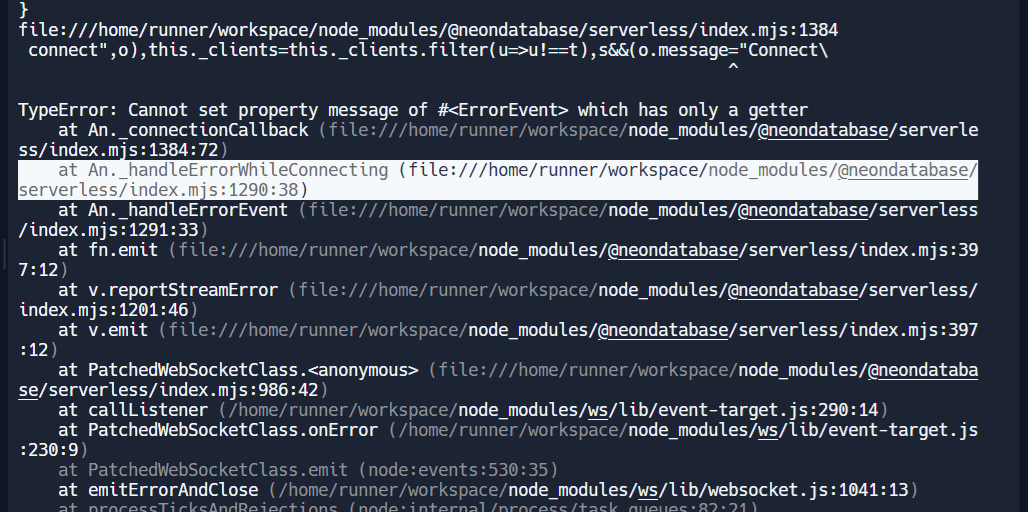 }
file:///home/runner/workspace/node_modules/@neondatabase/serverless/index.mjs:1384
connect",o),this._clients=this._clients.filter(u=>u!==t),s&&(o.message="Connect\
^
TypeError: Cannot set property message of #<ErrorEvent> which has only a getter
at An._connectionCallback (file:///home/runner/workspace/node_modules/@neondatabase/serverle
ss/index.mjs:1384:72)
at An._handleErrorWhileConnecting (file:///home/runner/workspace/node_modules/@neondatabase/
serverless/index.mjs:1290:38)
at An._handleErrorEvent (file:///home/runner/workspace/node_modules/@neondatabase/serverless
/index.mjs:1291:33)
at fn.emit (file:///home/runner/workspace/node_modules/@neondatabase/serverless/index.mjs:39
7:12)
at v.reportStreamError (file:///home/runner/workspace/node_modules/@neondatabase/serverless/
index.mjs:1201:46)
at v.emit (file:///home/runner/workspace/node_modules/@neondatabase/serverless/index.mjs:397
:12)
at PatchedWebSocketClass.<anonymous> (file:///home/runner/workspace/node_modules/@neondataba
se/serverless/index.mjs:986:42)
at callListener (/home/runner/workspace/node_modules/ws/lib/event-target.js:290:14)
at PatchedWebSocketClass.onError (/home/runner/workspace/node_modules/ws/lib/event-target.js
:230:9)
at PatchedWebSocketClass.emit (node:events:530:35)
at emitErrorAndClose (/home/runner/workspace/node_modules/ws/lib/websocket.js:1041:13)
at processTicksAndRejections (node:internal/process/task_queues:82:21)